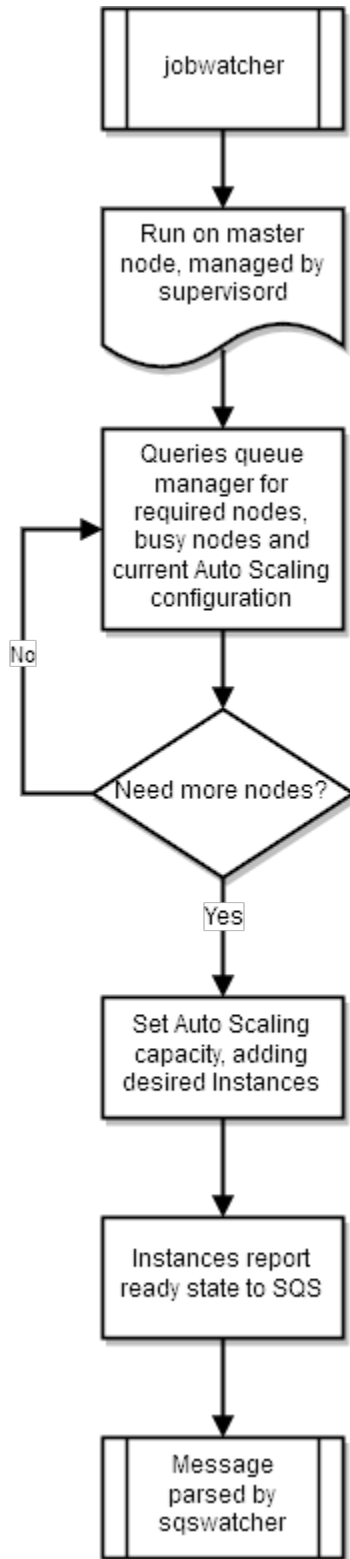 jobwatcher
Run on master
node, managed by
supervisord
Queries queue
manager for
required nodes,
busy nodes and
current Auto Scaling
configuration
No
Need more nodes?
Yes
Set Auto Scaling
capacity, adding
desired Instances
Instances report
ready state to SQS
Message
parsed by
sqswatcher